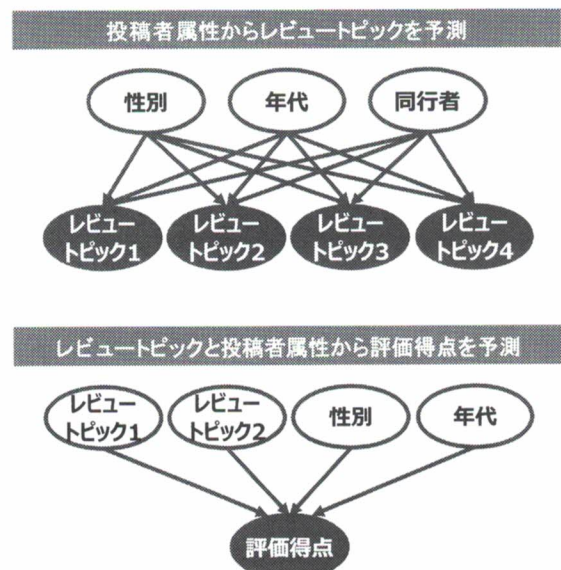 投稿者属性からレビュートピックを予測
性別
年代
同行者
レビュー
トピック1
レビュー
トピック2
レビュー
トピック3
レビュー
トピック4
レビュートピックと投稿者属性から評価得点を予測
レビュー
トピック1
レビュー
トピック2
性別
年代
評価得点